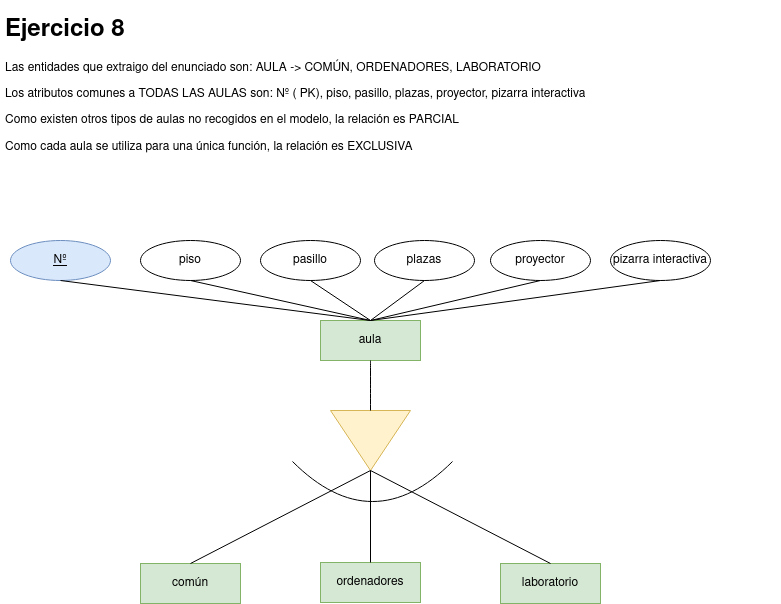 Ejercicio 8
Las entidades que extraigo del enunciado son: AULA -> COMÚN, ORDENADORES, LABORATORIO
Los atributos comunes a TODAS LAS AULAS son: Nº ( PK), piso, pasillo, plazas, proyector, pizarra interactiva
Como existen otros tipos de aulas no recogidos en el modelo, la relación es PARCIAL
Como cada aula se utiliza para una única función, la relación es EXCLUSIVA
Nº
piso
pasillo
plazas
proyector
pizarra interactiva
aula
común
ordenadores
laboratorio